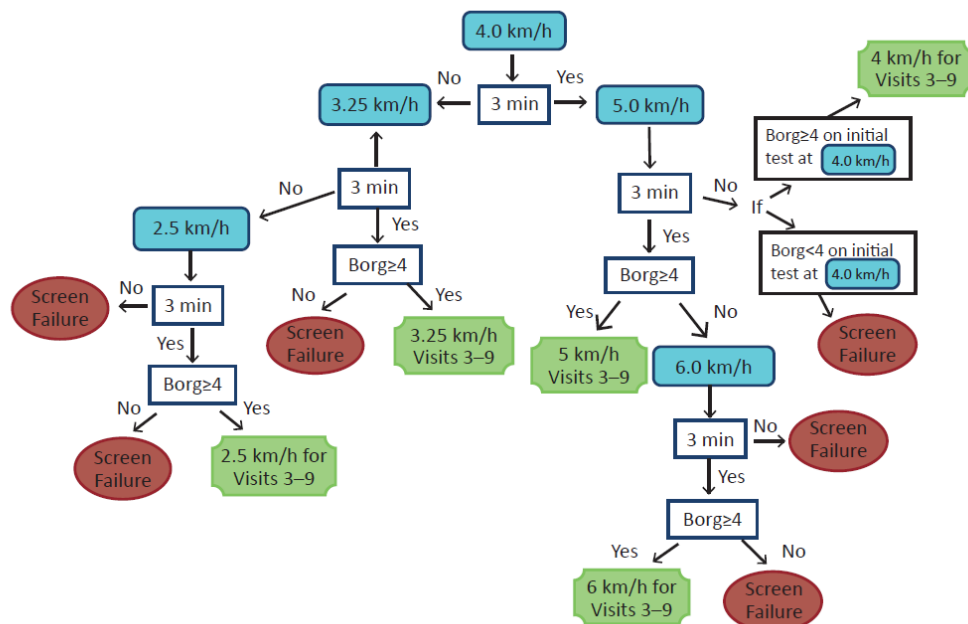 4.0 km/h
No
Yes
3.25 km/h
3 min
5.0 km/h
4 km/h for
Visits 3–9
Borg≥4 on initial
test at 4.0 km/h
No
3 min
3 min
No
If
2.5 km/h
Yes
Yes
Borg<4 on initial
test at 4.0 km/h
Borg≥4
Borg≥4
Screen
Failure
No
3 min
No
Screen
Failure
Yes
3.25 km/h
Visits 3–9
Yes
No
5 km/h
Visits 3–9
6.0 km/h
Screen
Failure
Yes
Borg≥4
No
Yes
Screen
Failure
2.5 km/h for
Visits 3–9
3 min
No
Screen
Failure
Yes
Borg≥4
Yes
No
6 km/h for
Visits 3–9
Screen
Failure